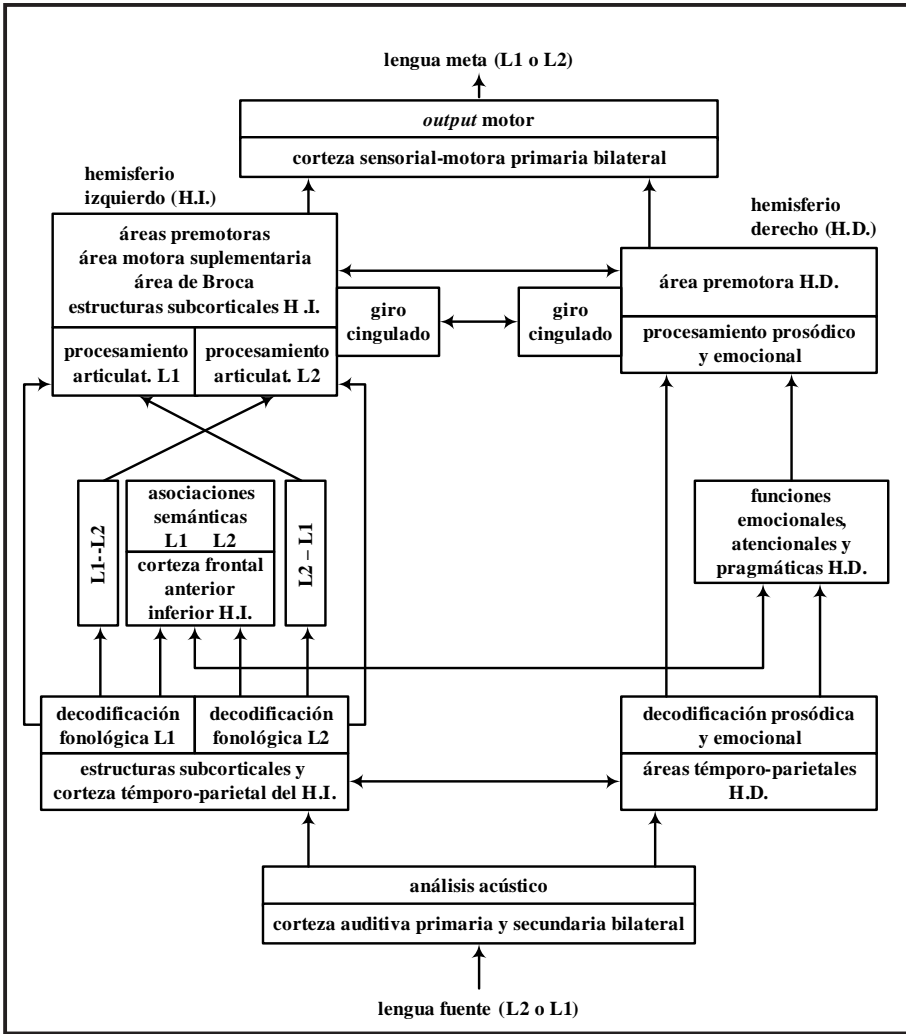 lengua meta (L1 o L2)
output motor
corteza sensorial-motora primaria bilateral
hemisferio
izquierdo (H.I.)
hemisferio
derecho (H.D.)
áreas premotoras
área motora suplementaria
área de Broca
estructuras subcorticales H .I.
procesamiento
articulat. L1
procesamiento
articulat. L2
giro
cingulado
giro
cingulado
área premotora H.D.
procesamiento prosódico
y emocional
L1--L2
asociaciones
semánticas
L1 L2
corteza frontal
anterior
inferior H.I.
L2 – L1
funciones
emocionales,
atencionales y
pragmáticas H.D.
decodificación
fonológica L1
decodificación
fonológica L2
estructuras subcorticales y
corteza témporo-parietal del H.I.
decodificación prosódica
y emocional
áreas témporo-parietales
H.D.
análisis acústico
corteza auditiva primaria y secundaria bilateral
lengua fuente (L2 o L1)